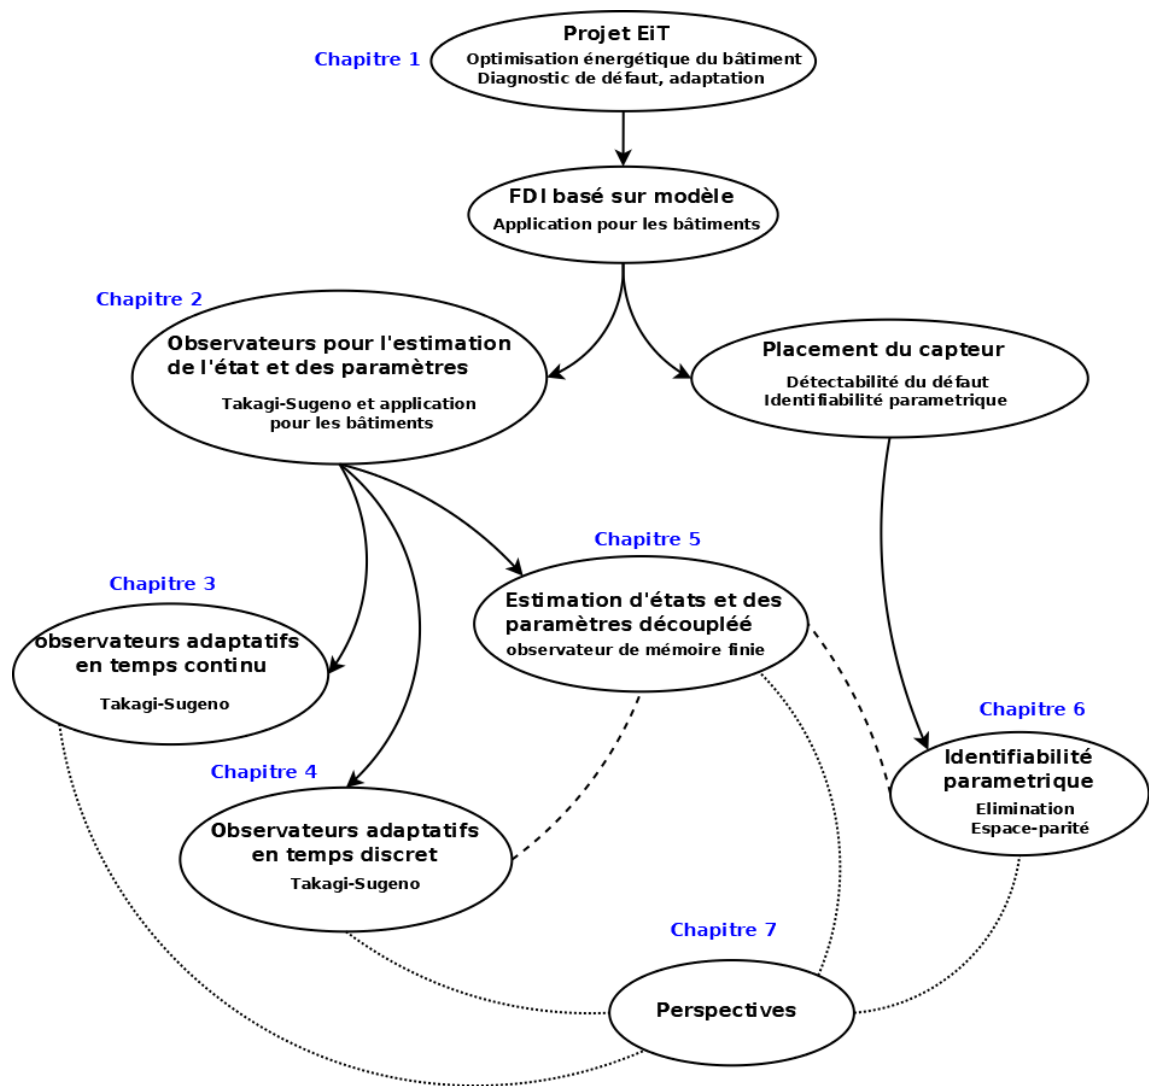 Projet EiT
Chapitre 1
Optimisation énergétique du bâtiment
Diagnostic de défaut, adaptation
FDI basé sur modèle
Application pour les bâtiments
Chapitre 2
Observateurs pour l'estimation
de l'état et des paramètres
Takagi-Sugeno et application
pour les bâtiments
Placement du capteur
Détectabilité du défaut
Identifiabilité parametrique
Chapitre 5
Estimation d'états et des
paramètres découpléé
observateur de mémoire finie
Chapitre 3
observateurs adaptatifs
en temps continu
Takagi-Sugeno
Chapitre 6
Identifiabilité
parametrique
Elimination
Espace-parité
Chapitre 4
Observateurs adaptatifs
en temps discret
Takagi-Sugeno
Chapitre 7
Perspectives